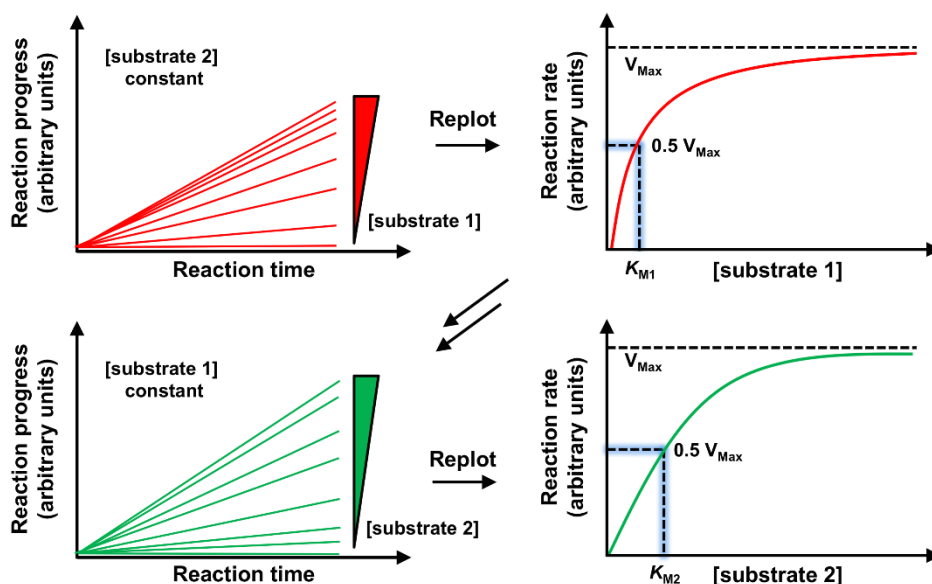 Reaction progress
(arbitrary units)
[substrate 2]
constant
[substrate 1]
Reaction time
Replot
Reaction rate
(arbitrary units)
VMax
0.5 VMax
KM1
[substrate 1]
Reaction progress
(arbitrary units)
[substrate 1]
constant
[substrate 2]
Reaction time
Replot
Reaction rate
(arbitrary units)
VMax
0.5 VMax
KM2
[substrate 2]